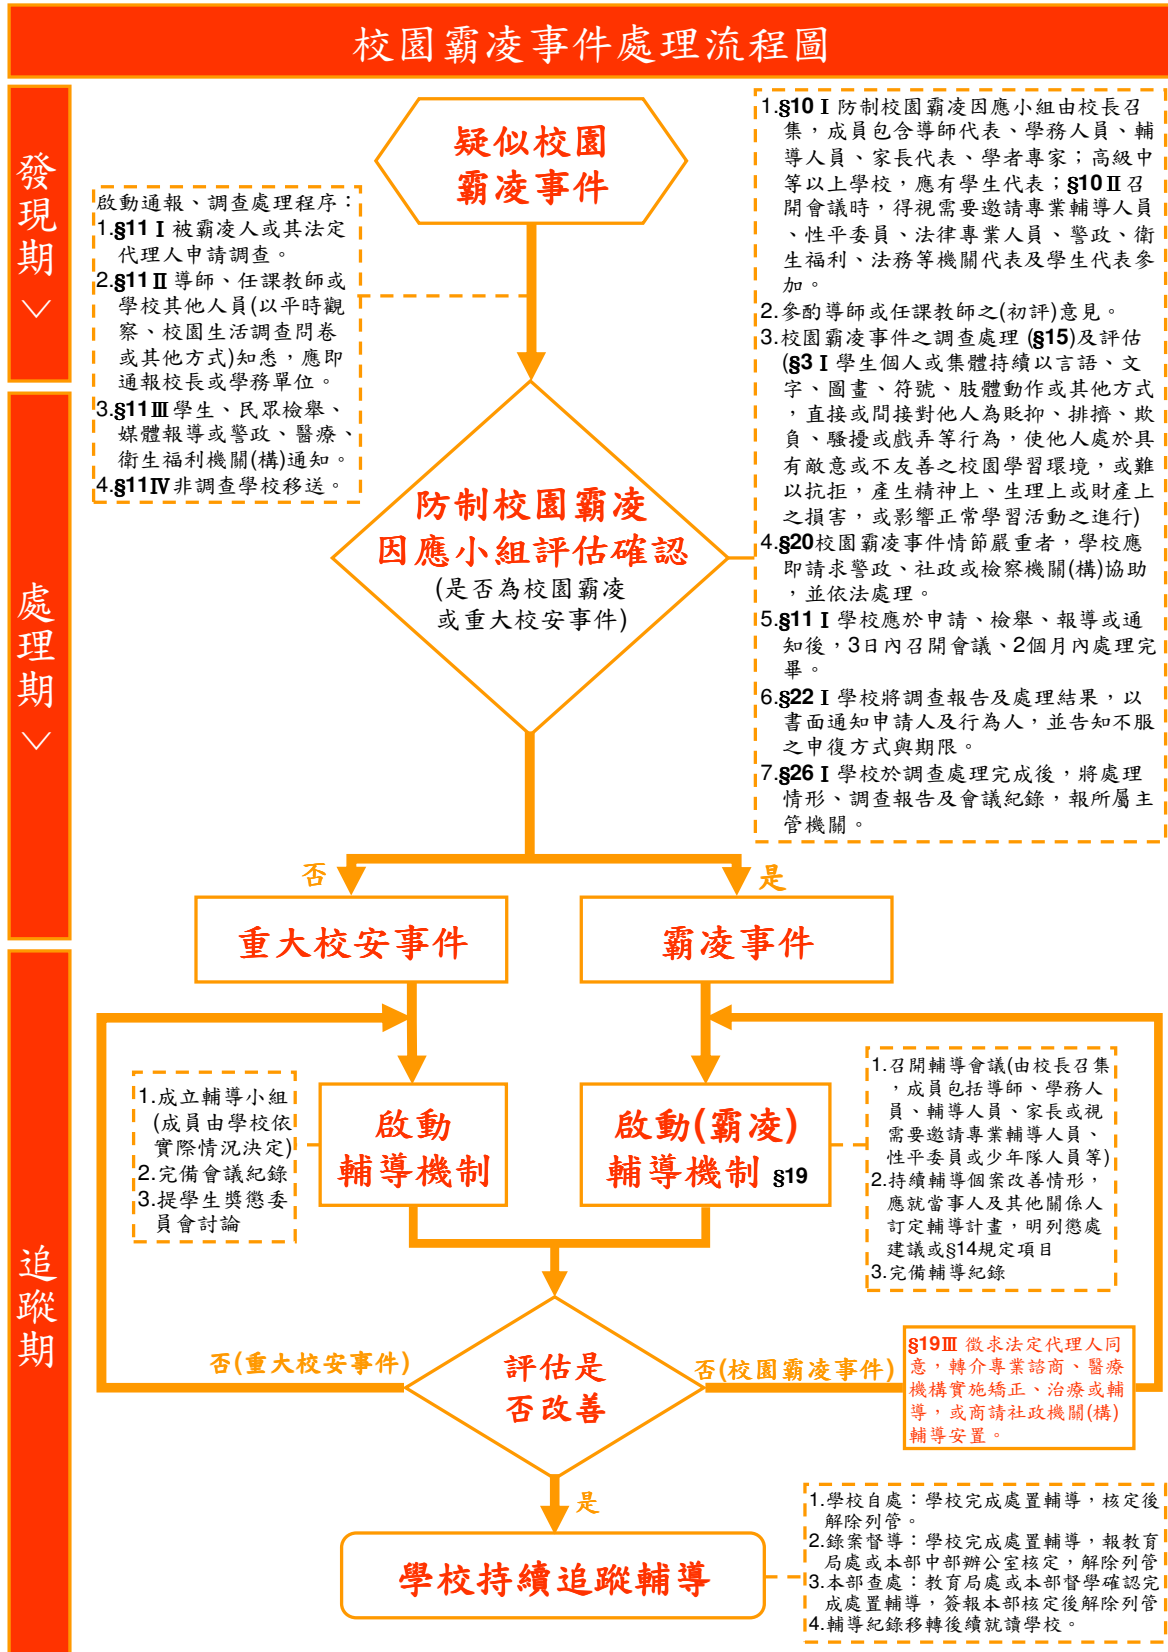 校園霸凌事件處理流程圖
發現期
疑似校園
霸凌事件
啟動通報、調查處理程序：
1.§11 I 被霸凌人或其法定
代理人申請調查。
2.§11 II 導師、任課教師或
學校其他人員(以平時觀
察、校園生活調查問卷
或其他方式)知悉，應即
通報校長或學務單位。
3.§11 III 學生、民眾檢舉、
媒體報導或警政、醫療、
衛生福利機關(構)通知。
4.§11 IV 非調查學校移送。
1.§10 I 防制校園霸凌因應小組由校長召
集，成員包含導師代表、學務人員、輔
導人員、家長代表、學者專家；高級中
等以上學校，應有學生代表；§10 II 召
開會議時，得視需要邀請專業輔導人員
、性平委員、法律專業人員、警政、衛
生福利、法務等機關代表及學生代表參
加。
2.參酌導師或任課教師之(初評)意見。
3.校園霸凌事件之調查處理 (§15)及評估
(§3 I 學生個人或集體持續以言語、文
字、圖畫、符號、肢體動作或其他方式
，直接或間接對他人為貶抑、排擠、欺
負、騷擾或戲弄等行為，使他人處於具
有敵意或不友善之校園學習環境，或難
以抗拒，產生精神上、生理上或財產上
之損害，或影響正常學習活動之進行)
4.§20校園霸凌事件情節嚴重者，學校應
即請求警政、社政或檢察機關(構)協助
，並依法處理。
5.§11 I 學校應於申請、檢舉、報導或通
知後，3日內召開會議、2個月內處理完
畢。
6.§22 I 學校將調查報告及處理結果，以
書面通知申請人及行為人，並告知不服
之申復方式與期限。
7.§26 I 學校於調查處理完成後，將處理
情形、調查報告及會議紀錄，報所屬主
管機關。
處理期
防制校園霸凌
因應小組評估確認
(是否為校園霸凌
或重大校安事件)
否
是
重大校安事件
霸凌事件
追蹤期
1.成立輔導小組
(成員由學校依
實際情況決定)
2.完備會議紀錄
3.提學生獎懲委
員會討論
啟動
輔導機制
啟動(霸凌)
輔導機制 §19
1.召開輔導會議(由校長召集
，成員包括導師、學務人
員、輔導人員、家長或視
需要邀請專業輔導人員、
性平委員或少年隊人員等)
2.持續輔導個案改善情形，
應就當事人及其他關係人
訂定輔導計畫，明列懲處
建議或§14規定項目
3.完備輔導紀錄
否(重大校安事件)
評估是
否改善
否(校園霸凌事件)
§19III 徵求法定代理人同
意，轉介專業諮商、醫療
機構實施矯正、治療或輔
導，或商請社政機關(構)
輔導安置。
是
學校持續追蹤輔導
1.學校自處：學校完成處置輔導，核定後
解除列管。
2.錄案督導：學校完成處置輔導，報教育
局處或本部中部辦公室核定，解除列管
3.本部查處：教育局處或本部督學確認完
成處置輔導，簽報本部核定後解除列管
4.輔導紀錄移轉後續就讀學校。